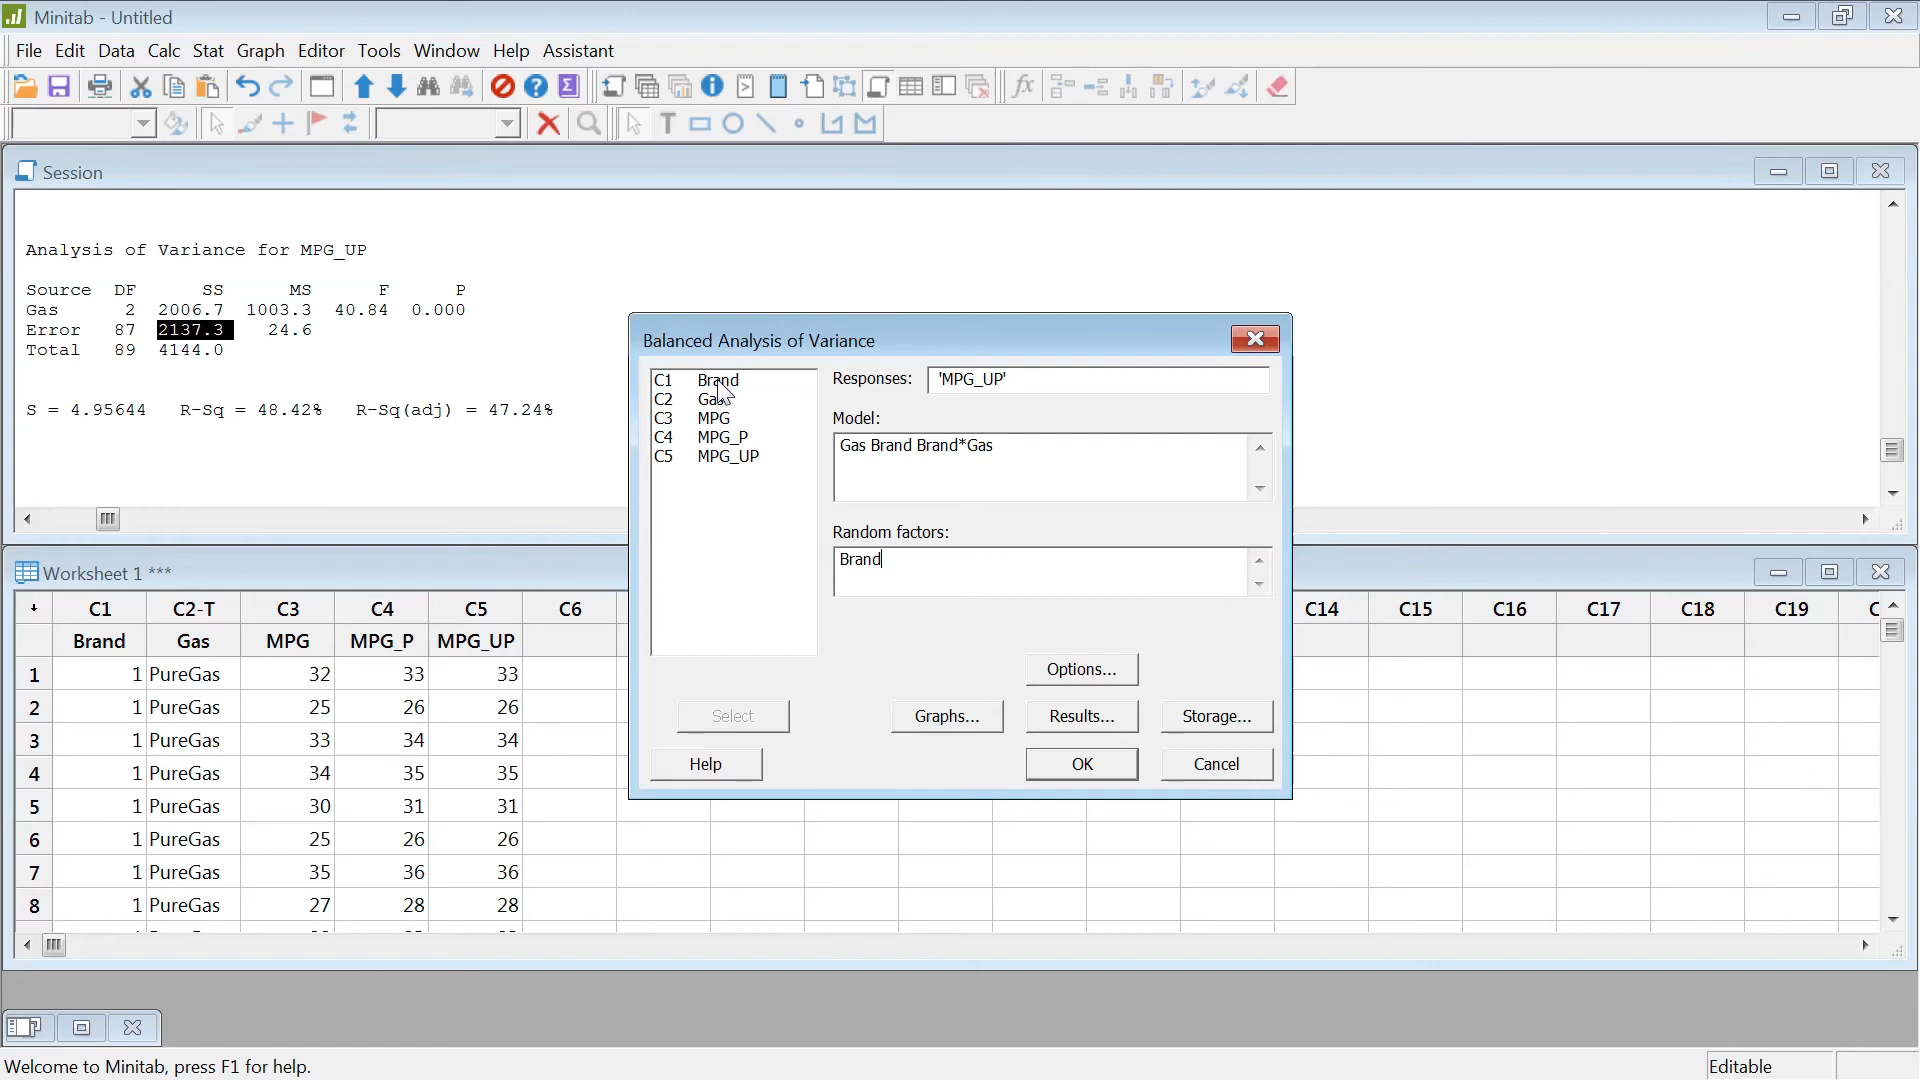 Minitab - Untitled
File Edit Data Calc Stat Graph Editor Tools Window Help Assistant
Session
Analysis of Variance for MPG_UP
Source DF SS MS F P
Gas 2 2006.7 1003.3 40.84 0.000
Error 87 2137.3 24.6
Total 89 4144.0
S = 4.95644 R-Sq = 48.42% R-Sq(adj) = 47.24%
Balanced Analysis of Variance
C1 Brand
C2 Gas
C3 MPG
C4 MPG_P
C5 MPG_UP
Responses: 'MPG_UP'
Model:
Gas Brand Brand*Gas
Random factors:
Brand
Options...
Select Graphs... Results... Storage...
Help OK Cancel
Worksheet 1 ***
C1 C2-T C3 C4 C5 C6 C14 C15 C16 C17 C18 C19 C
Brand Gas MPG MPG_P MPG_UP
1 1 PureGas 32 33 33
2 1 PureGas 25 26 26
3 1 PureGas 33 34 34
4 1 PureGas 34 35 35
5 1 PureGas 30 31 31
6 1 PureGas 25 26 26
7 1 PureGas 35 36 36
8 1 PureGas 27 28 28
Welcome to Minitab, press F1 for help. Editable